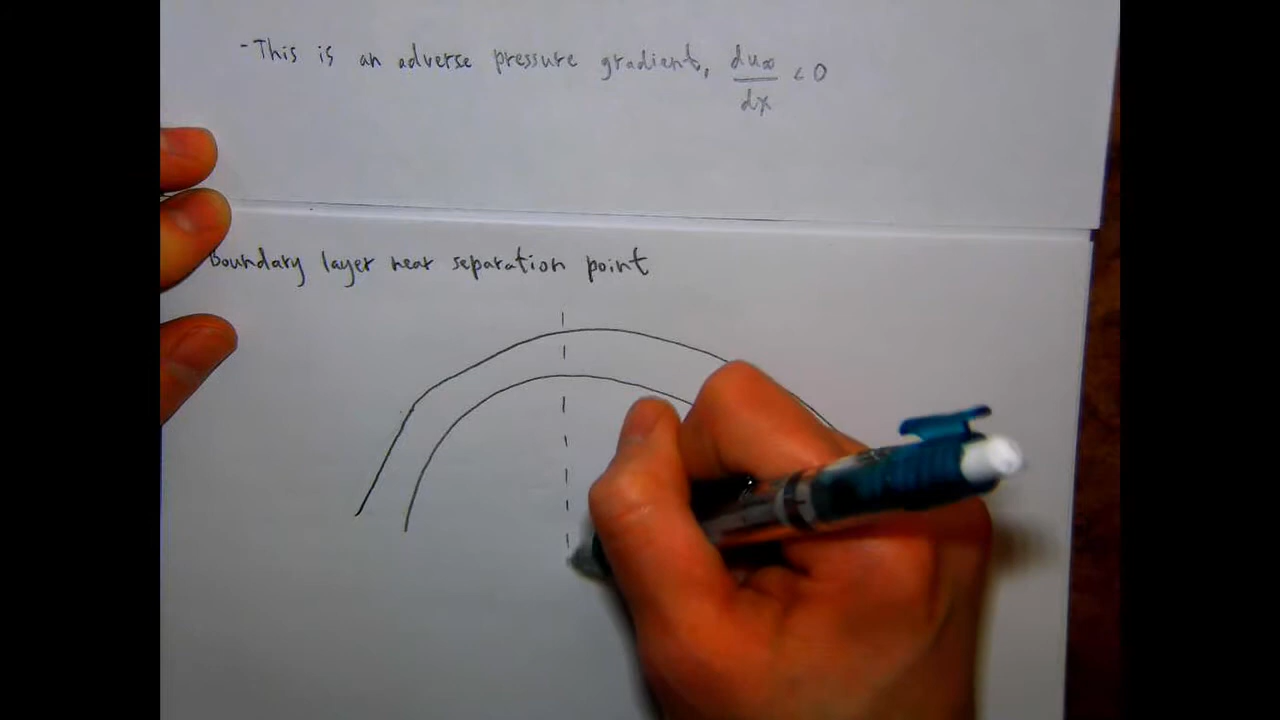 -This is an adverse pressure gradient, du∞/dx < 0
Boundary layer near separation point